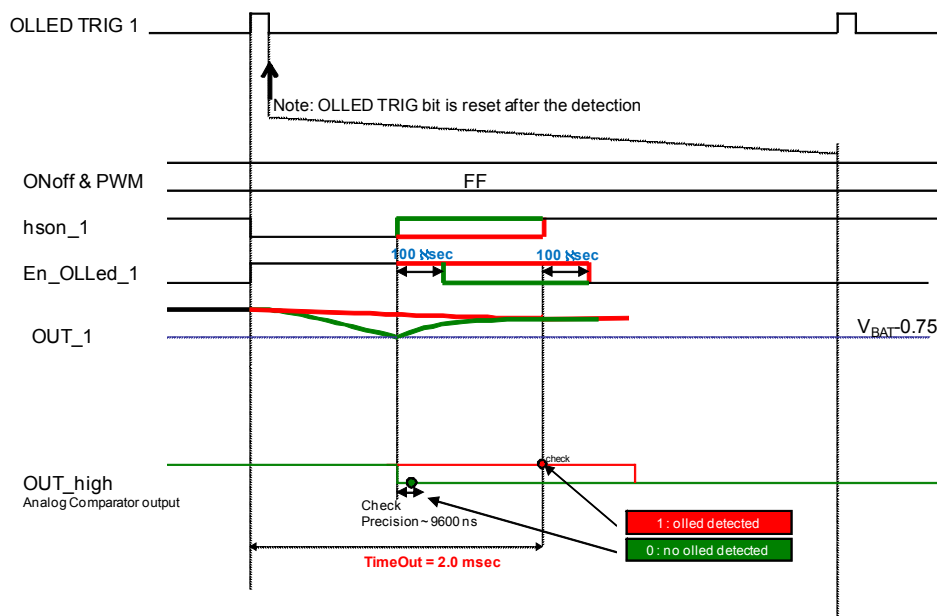 OLLED TRIG 1
Note: OLLED TRIG bit is reset after the detection
ONoff & PWM
FF
hson_1
100 ℵsec
100 ℵsec
En_OLLed_1
OUT_1
VBAT-0.75
check
OUT_high
Analog Comparator output
Check
Precision ~ 9600 ns
1 : olled detected
0 : no olled detected
TimeOut = 2.0 msec